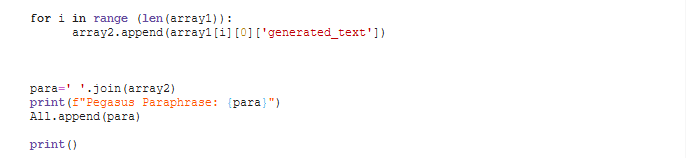 for i in range (len(array1)):
      array2.append(array1[i][0]['generated_text'])
para=' '.join(array2)
print(f"Pegasus Paraphrase: {para}")
All.append(para)
print()